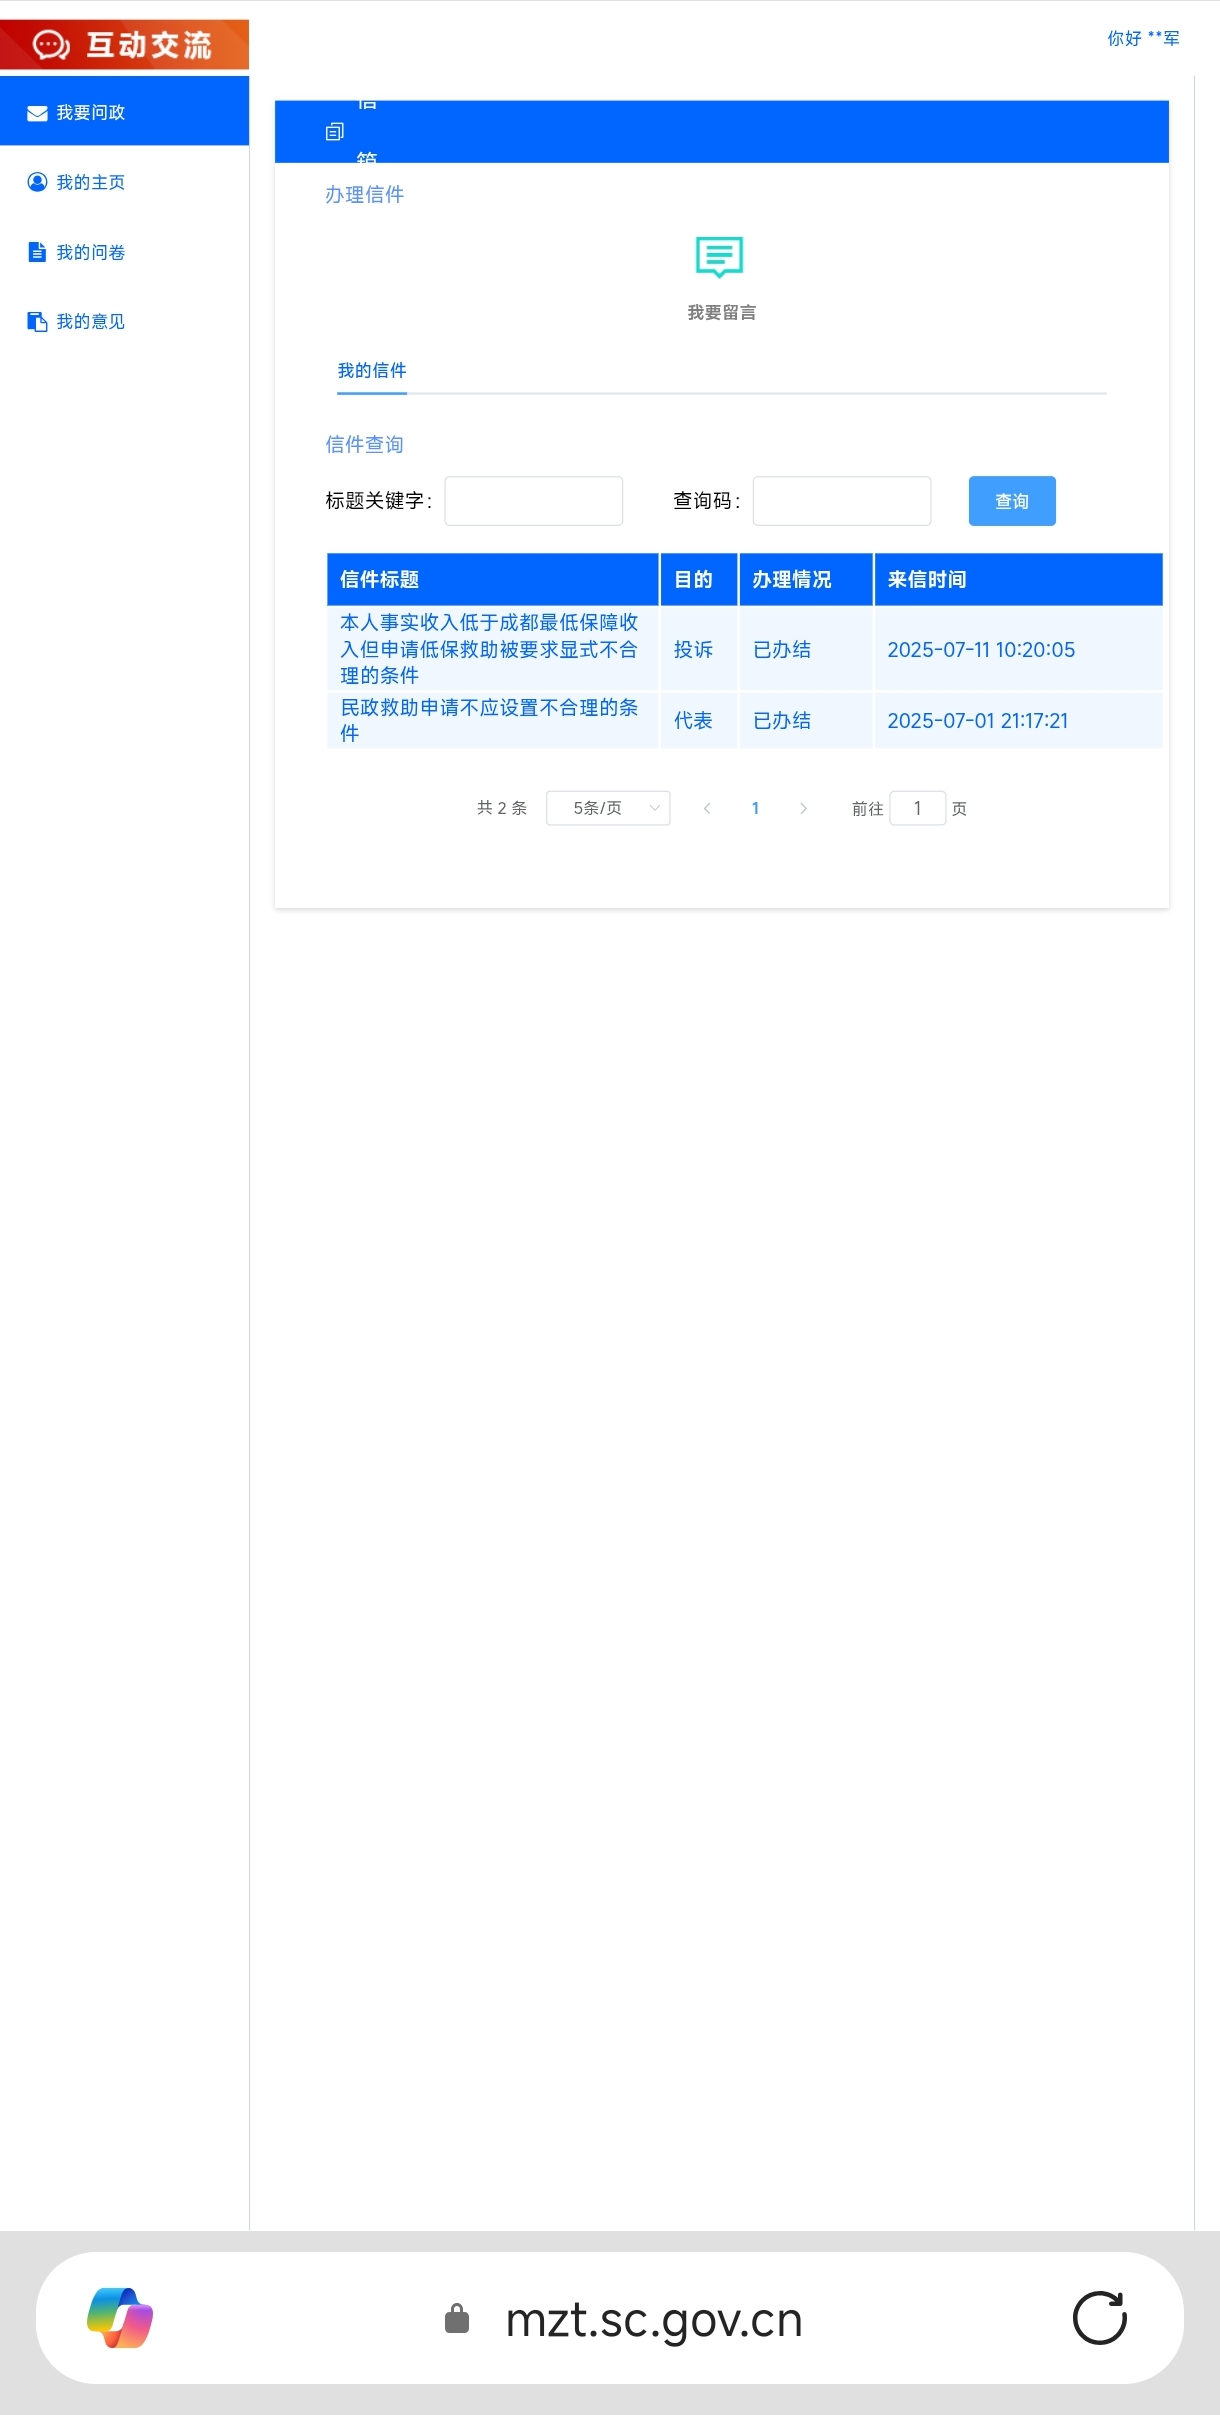 互动交流
你好 **军
我要问政
我的主页
我的问卷
我的意见
信
箱
办理信件
我要留言
我的信件
信件查询
标题关键字：
查询码：
查询
信件标题 目的 办理情况 来信时间
本人事实收入低于成都最低保障收
入但申请低保救助被要求显式不合
理的条件
投诉 已办结 2025-07-11 10:20:05
民政救助申请不应设置不合理的条
件
代表 已办结 2025-07-01 21:17:21
共 2 条 5条/页 1 前往 1 页
mzt.sc.gov.cn